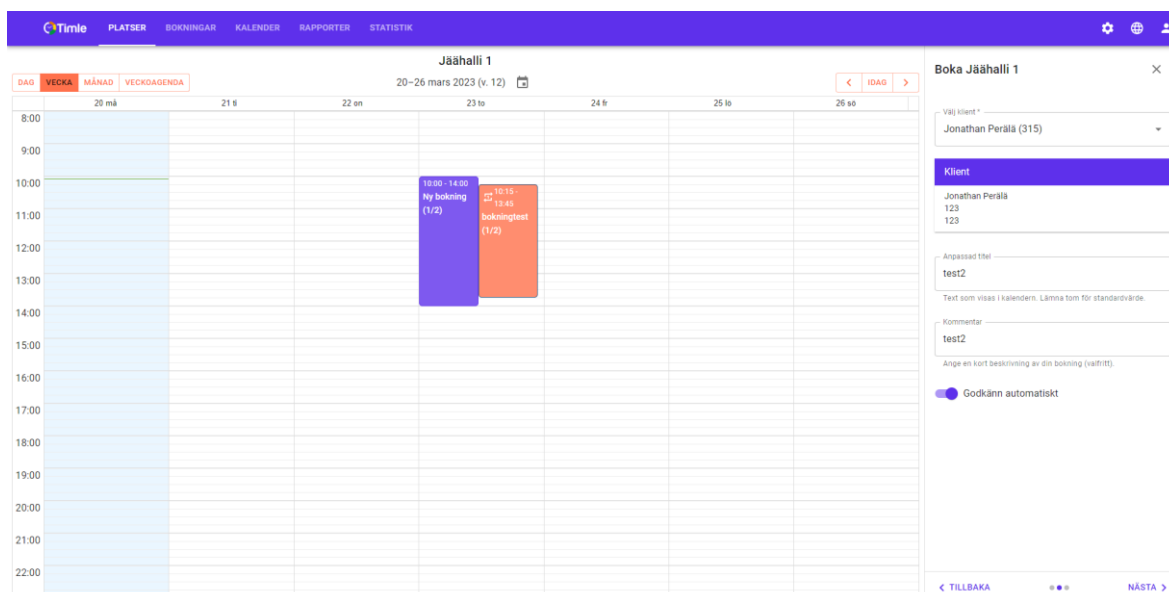 Timle PLATSER BOKNINGAR KALENDER RAPPORTER STATISTIK
Jäähalli 1
DAG VECKA MÅNAD VECKOAGENDA
20–26 mars 2023 (v. 12)
IDAG
20 må 21 ti 22 on 23 to 24 fr 25 lö 26 sö
8:00
9:00
10:00
11:00
12:00
13:00
14:00
15:00
16:00
17:00
18:00
19:00
20:00
21:00
22:00
10:00 - 14:00
Ny bokning
(1/2)
10:15 -
13:45
bokningtest
(1/2)
Boka Jäähalli 1
Välj klient *
Jonathan Perälä (315)
Klient
Jonathan Perälä
123
123
Anpassad titel
test2
Text som visas i kalendern. Lämna tom för standardvärde.
Kommentar
test2
Ange en kort beskrivning av din bokning (valfritt).
Godkänn automatiskt
TILLBAKA
NÄSTA